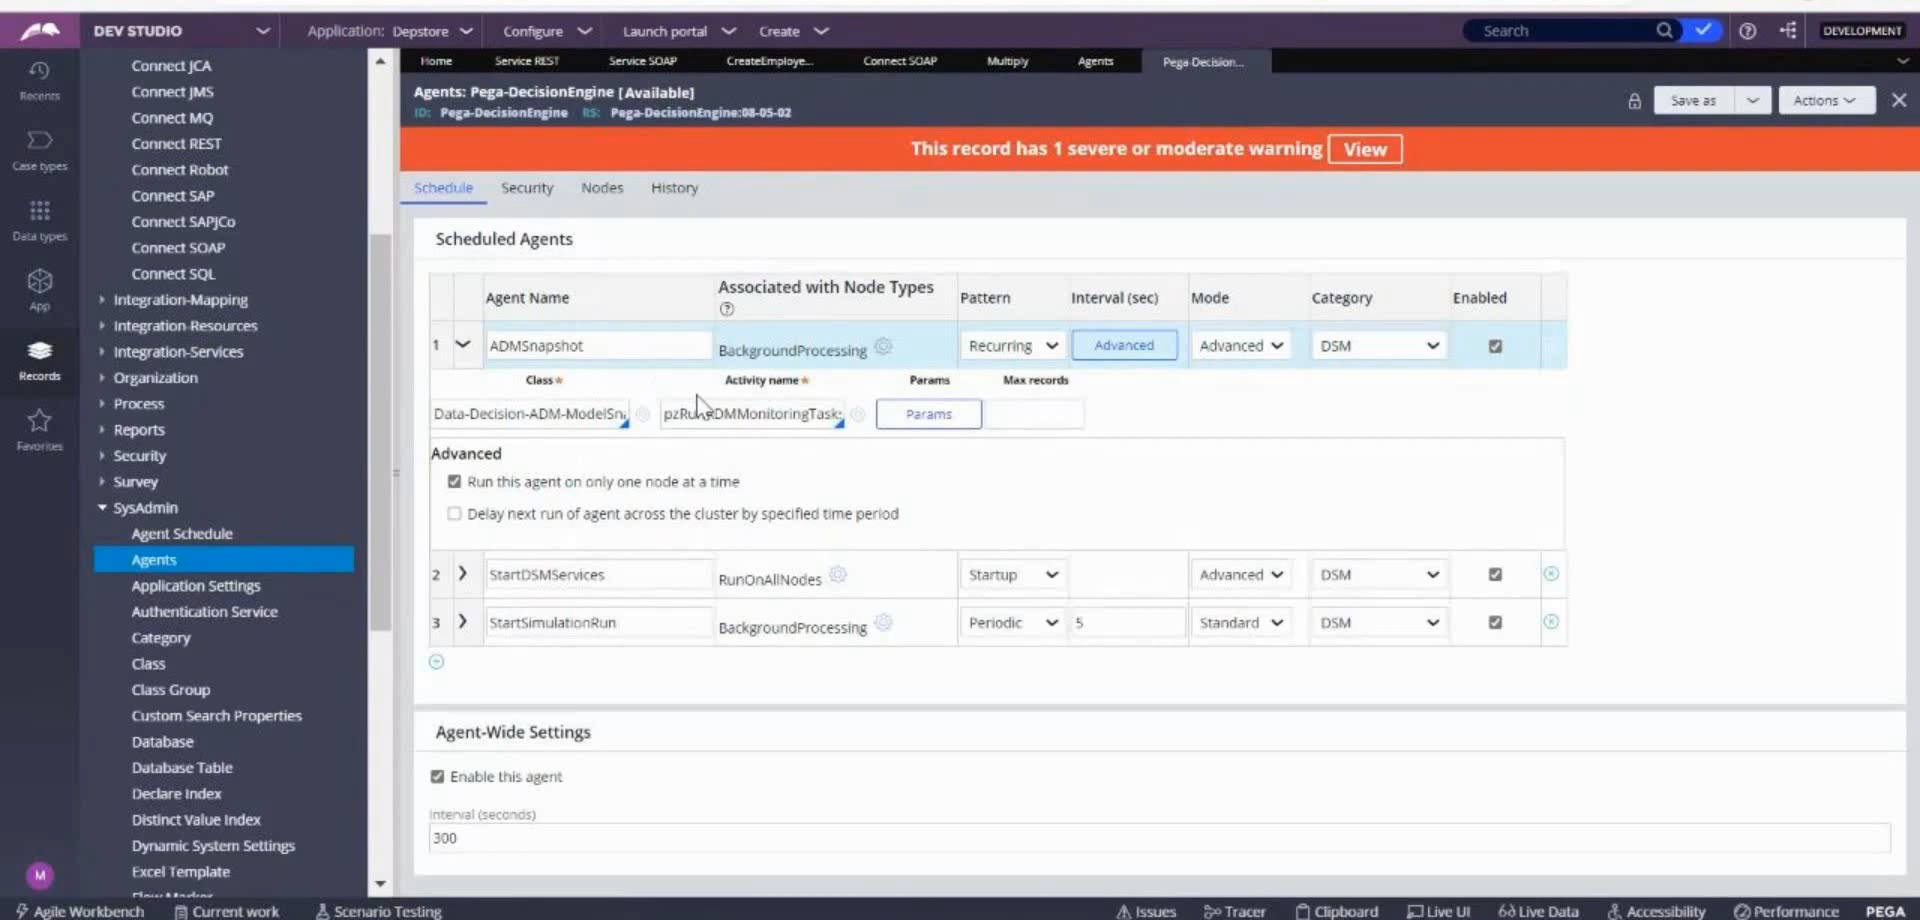 DEV STUDIO
Application: Depstore
Configure
Launch portal
Create
Search
DEVELOPMENT
Recents
Case types
Data types
App
Records
Favorites
M
Connect JCA
Connect JMS
Connect MQ
Connect REST
Connect Robot
Connect SAP
Connect SAPJCo
Connect SOAP
Connect SQL
Integration-Mapping
Integration-Resources
Integration-Services
Organization
Process
Reports
Security
Survey
SysAdmin
Agent Schedule
Agents
Application Settings
Authentication Service
Category
Class
Class Group
Custom Search Properties
Database
Database Table
Declare Index
Distinct Value Index
Dynamic System Settings
Excel Template
Home
Service REST
Service SOAP
CreateEmploye...
Connect SOAP
Multiply
Agents
Pega-Decision...
Agents: Pega-DecisionEngine [Available]
ID: Pega-DecisionEngine RS: Pega-DecisionEngine:08-05-02
Save as
Actions
This record has 1 severe or moderate warning View
Schedule Security Nodes History
Scheduled Agents
Agent Name Associated with Node Types Pattern Interval (sec) Mode Category Enabled
1 ADMSnapshot BackgroundProcessing Recurring Advanced Advanced DSM
Class* Activity name* Params Max records
Data-Decision-ADM-ModelSn Params
Advanced
Run this agent on only one node at a time
Delay next run of agent across the cluster by specified time period
2 StartDSMServices RunOnAllNodes Startup Advanced DSM
3 StartSimulationRun BackgroundProcessing Periodic 5 Standard DSM
Agent-Wide Settings
Enable this agent
Interval (seconds)
300
Agile Workbench Current work Scenario Testing Issues Tracer Clipboard Live UI Live Data Accessibility Performance PEGA